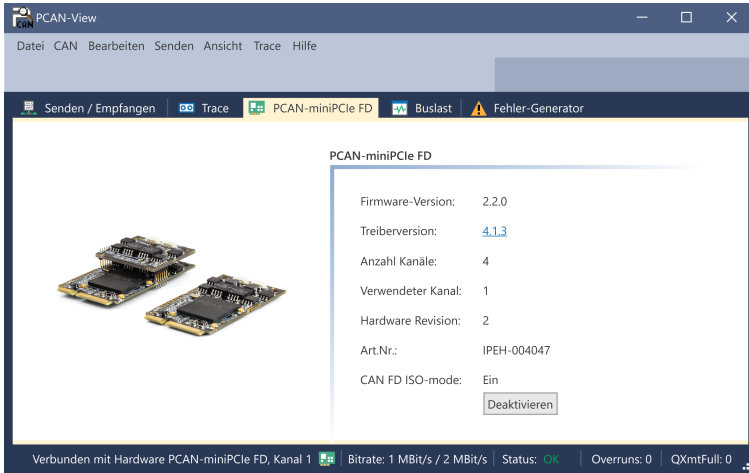 PCAN-View
Datei CAN Bearbeiten Senden Ansicht Trace Hilfe
Senden / Empfangen Trace PCAN-miniPCIe FD Buslast Fehler-Generator
PCAN-miniPCIe FD
Firmware-Version: 2.2.0
Treiberversion: 4.1.3
Anzahl Kanäle: 4
Verwendeter Kanal: 1
Hardware Revision: 2
Art.Nr.: IPEH-004047
CAN FD ISO-mode: Ein
Deaktivieren
Verbunden mit Hardware PCAN-miniPCIe FD, Kanal 1 Bitrate: 1 MBit/s / 2 MBit/s Status: OK Overruns: 0 QXmtFull: 0